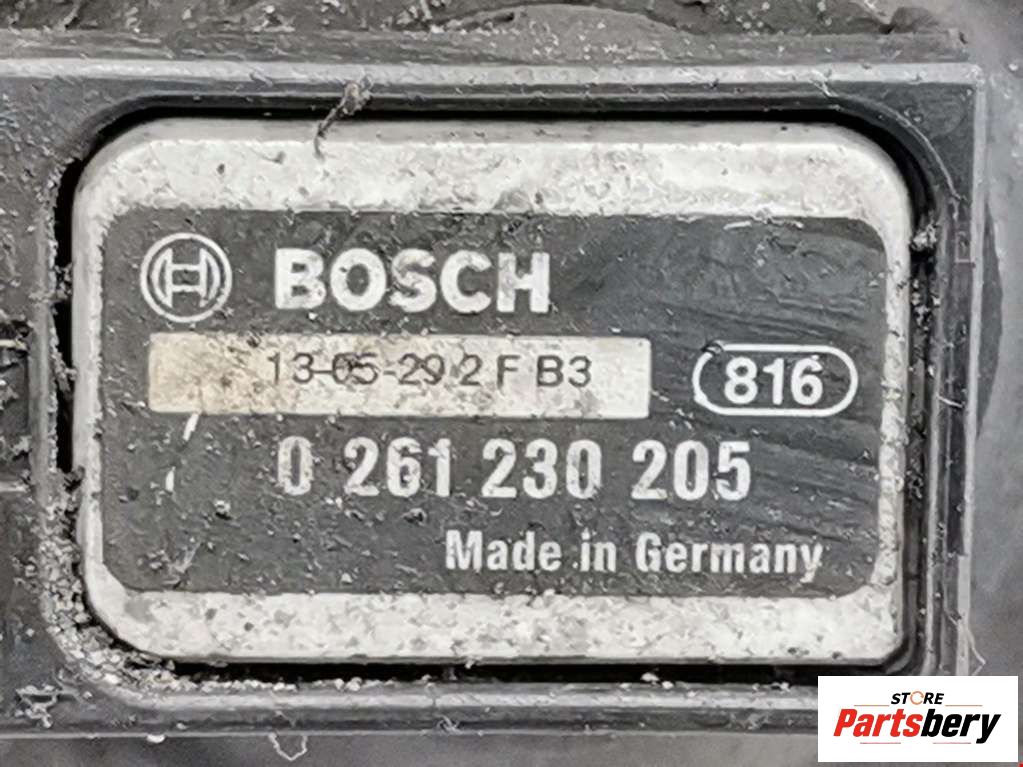 BOSCH
13-05-29 2 F B3
816
0 261 230 205
Made in Germany
STORE
Partsbery